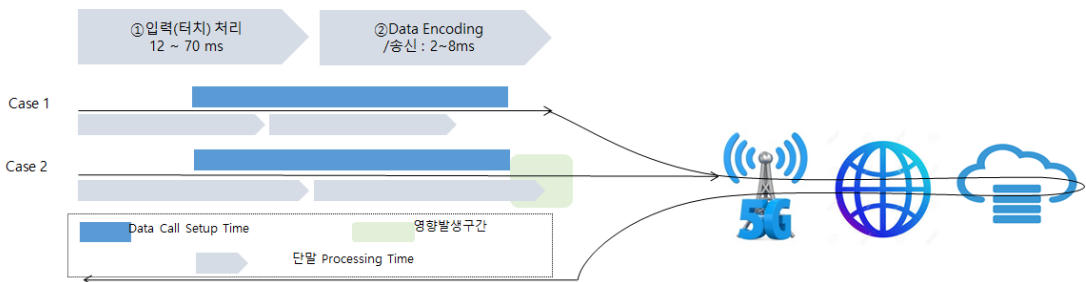 ①입력(터치) 처리
12 ~ 70 ms
②Data Encoding
/송신 : 2~8ms
Case 1
Case 2
5G
Data Call Setup Time
영향발생구간
단말 Processing Time